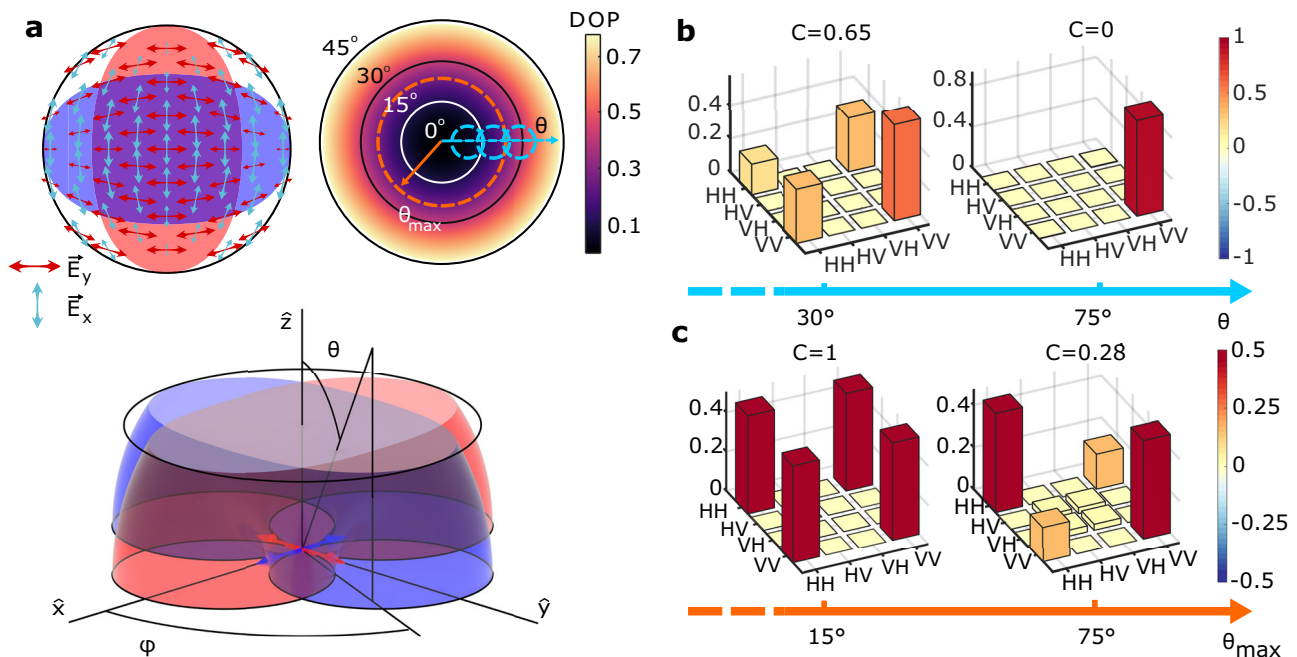 a
DOP
45°
30°
15°
0°
θ
θmax
0.7
0.5
0.3
0.1
E⃗y
E⃗x
ẑ
θ
x̂
ŷ
φ
b
C=0.65
C=0
0.4
0.2
0
HH
HV
VH
VV
HH
HV
VH
VV
0.8
0.4
0
HH
HV
VH
VV
HH
HV
VH
VV
1
0.5
0
-0.5
-1
30°
75°
θ
c
C=1
C=0.28
0.4
0.2
0
HH
HV
VH
VV
HH
HV
VH
VV
0.4
0.2
0
HH
HV
VH
VV
HH
HV
VH
VV
0.5
0.25
0
-0.25
-0.5
15°
75°
θmax